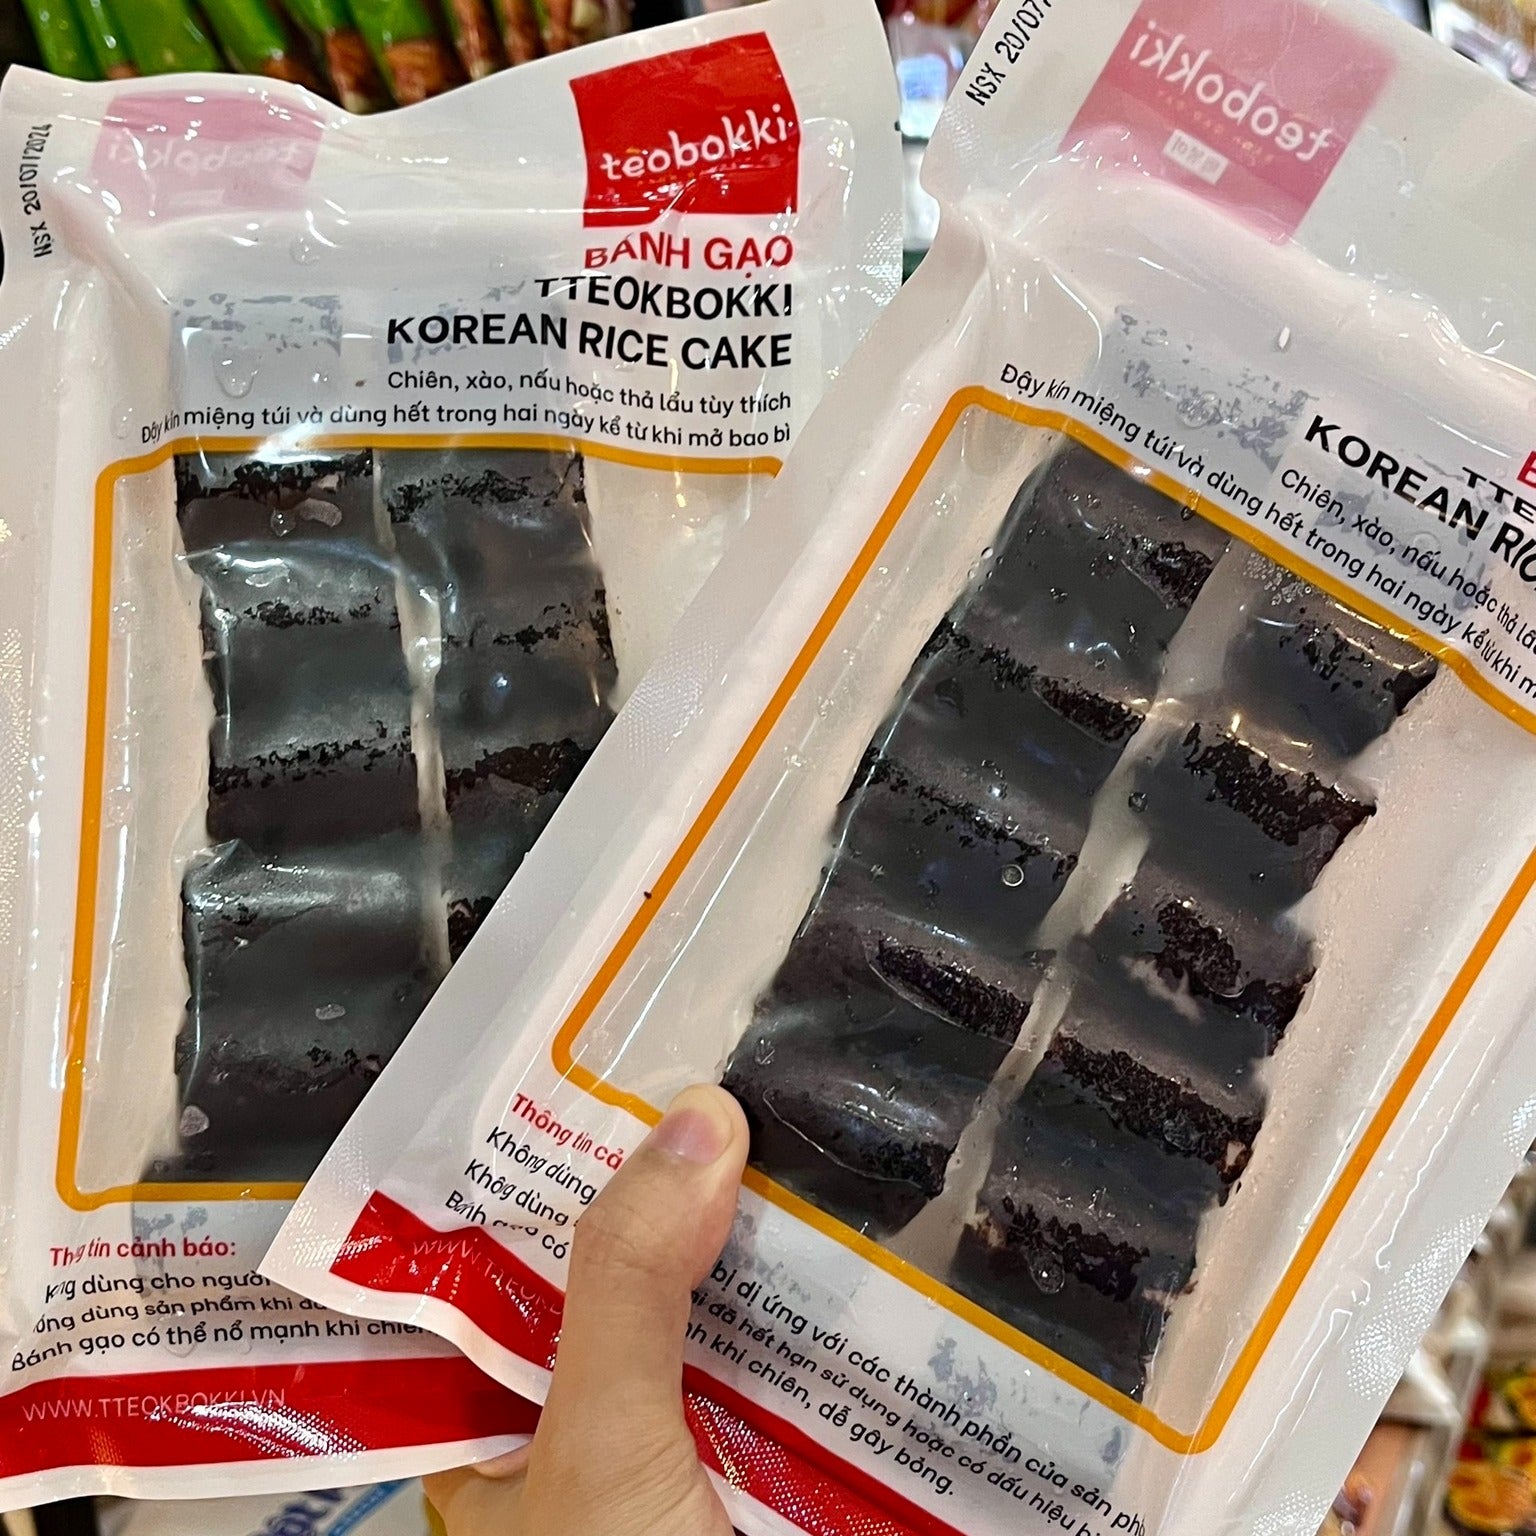 NSX 20/07/2024
teobokki
BÁNH GẠO
TTEOKBOKKI
KOREAN RICE CAKE
Chiên, xào, nấu hoặc thả lẩu tùy thích
Đậy kín miệng túi và dùng hết trong hai ngày kể từ khi mở bao bì
Thông tin cảnh báo:
Không dùng cho người
dùng sản phẩm khi
Bánh gạo có thể nổ mạnh khi chiên
WWW.TTEOKBOKKI.VN
NSX 20/07
teobokki
KOREAN
Chiên, xào, nấu hoặc thả
Đậy kín miệng túi và dùng hết trong hai ngày kể từ khi
Thông tin
Không dùng
bị dị ứng với các thành phần của sản
Không dùng
đã hết hạn sử dụng hoặc có dấu hiệu
Bánh gạo có
khi chiên, dễ gây bỏng.